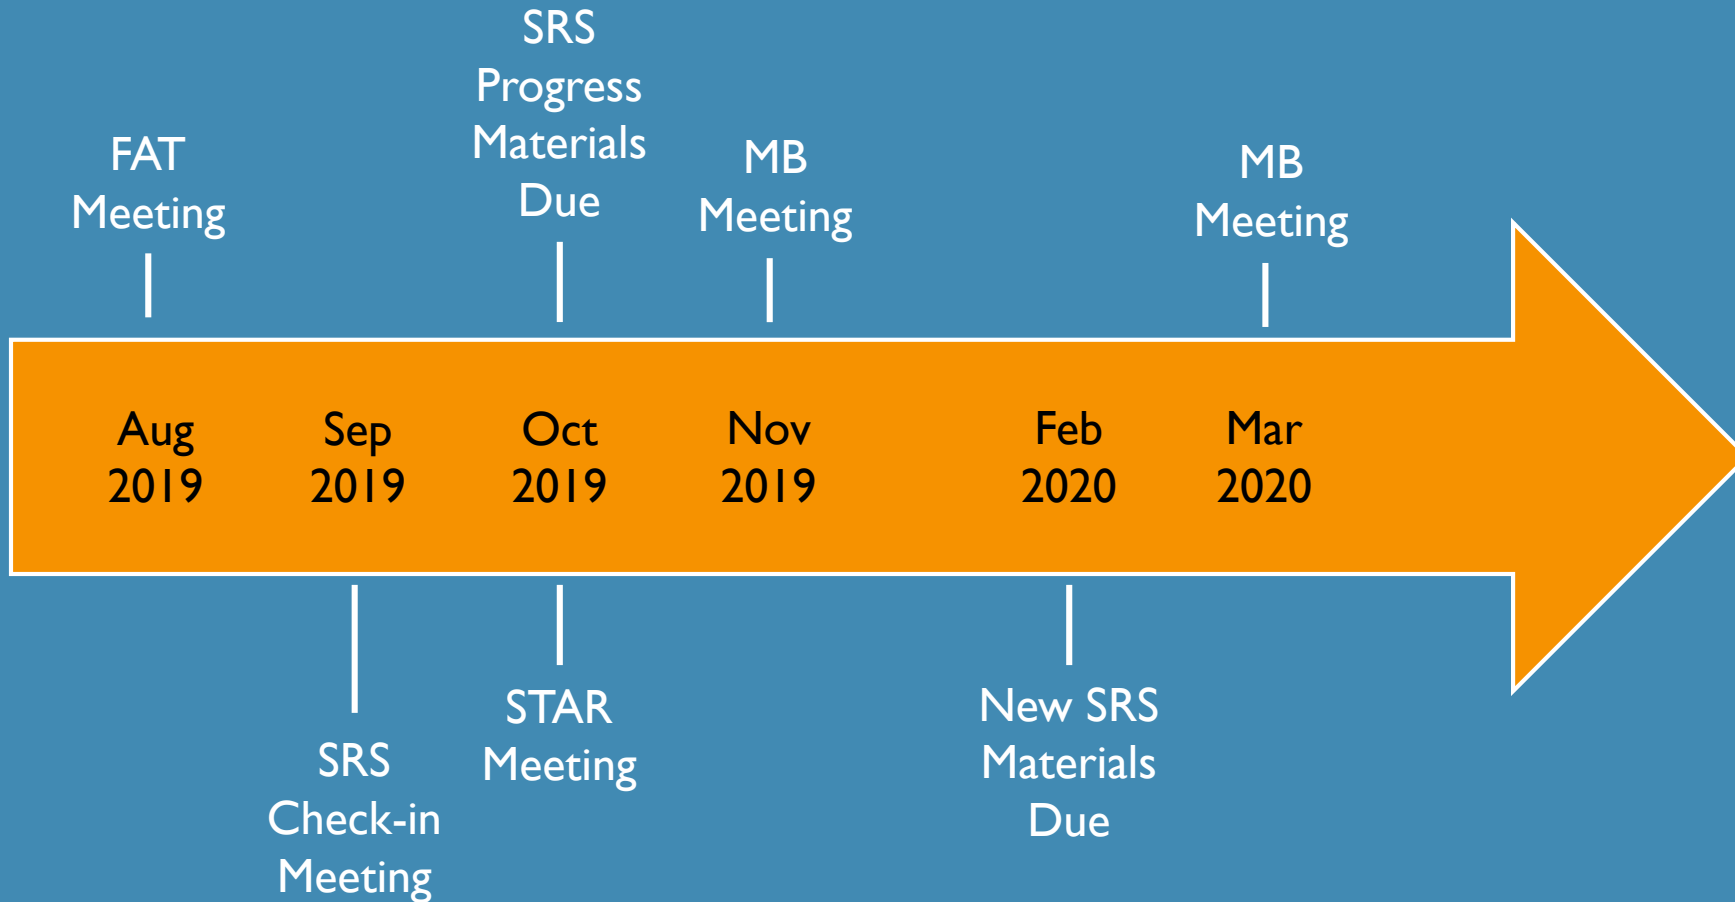 SRS
Progress
Materials
Due
FAT
Meeting
MB
Meeting
MB
Meeting
Aug
2019
Sep
2019
Oct
2019
Nov
2019
Feb
2020
Mar
2020
SRS
Check-in
Meeting
STAR
Meeting
New SRS
Materials
Due